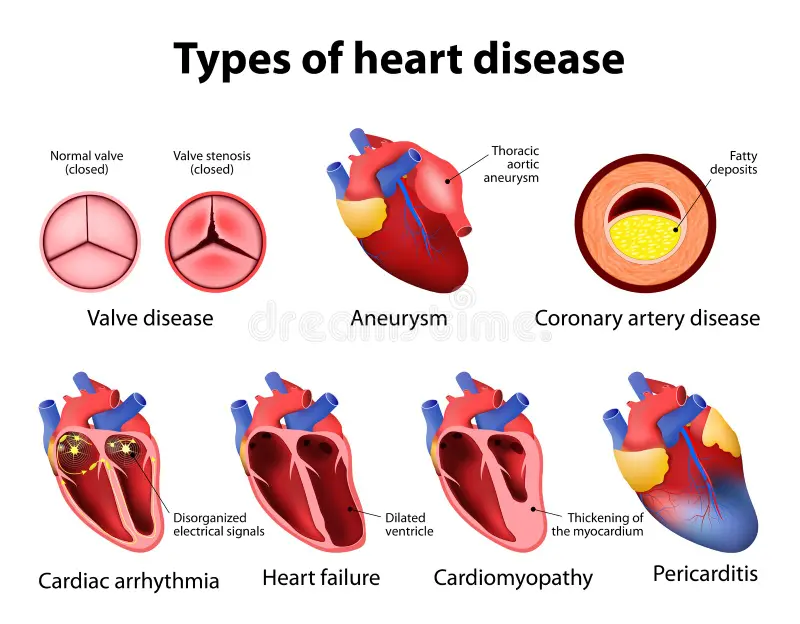 Types of heart disease
Normal valve
(closed)
Valve stenosis
(closed)
Thoracic
aortic
aneurysm
Fatty
deposits
Valve disease
Aneurysm
Coronary artery disease
dreamstime
Disorganized
electrical signals
Dilated
ventricle
Thickening of
the myocardium
Cardiac arrhythmia
Heart failure
Cardiomyopathy
Pericarditis